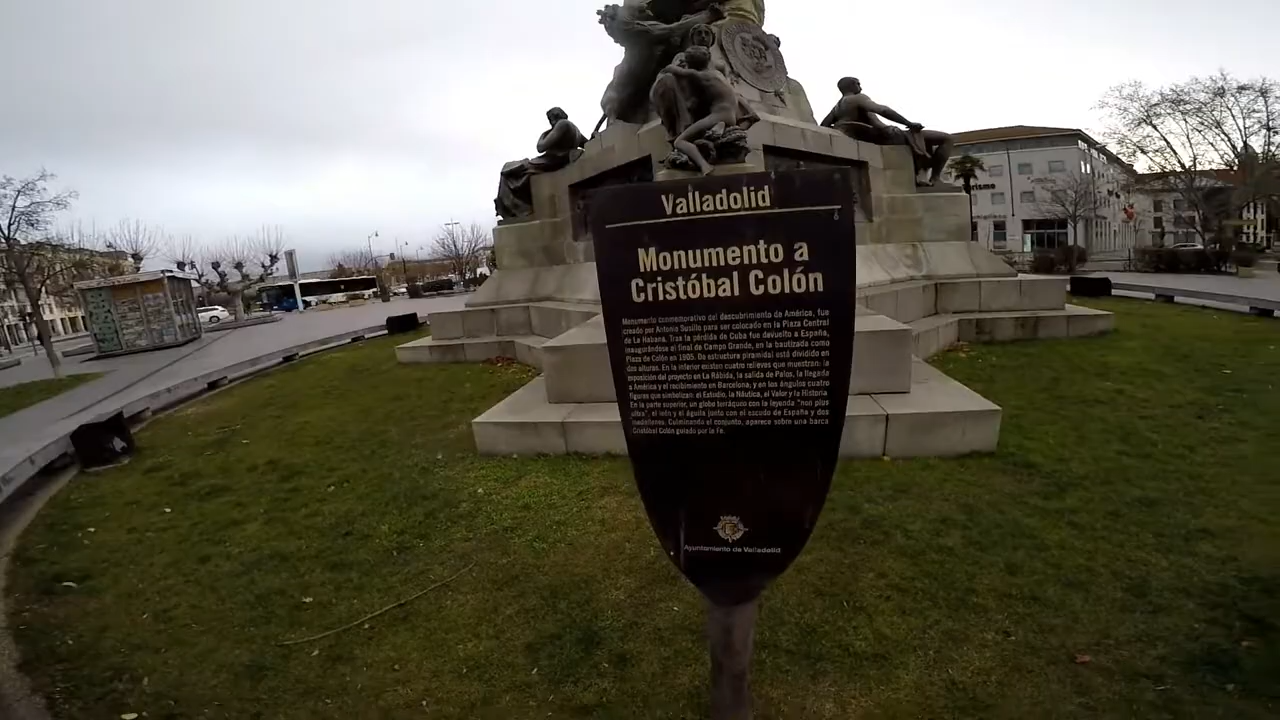 Valladolid
Monumento a
Cristóbal Colón
Monumento conmemorativo del descubrimiento de América, fue
creado por Antonio Susillo para ser colocado en la Plaza Central
de La Habana. Tras la pérdida de Cuba fue devuelto a España,
inaugurándose al final de Campo Grande, en la bautizada como
Plaza de Colón en 1905. De estructura piramidal está dividido en
dos alturas. En la inferior existen cuatro relieves que muestran: la
exposición del proyecto en La Rábida, la salida de Palos, la llegada
a América y el recibimiento en Barcelona; y en los ángulos cuatro
figuras que simbolizan: el Estudio, la Náutica, el Valor y la Historia
En la parte superior, un globo terráqueo con la leyenda "non plus
ultra", el león y el Águila junto con el escudo de España y dos
medallones. Culminando el conjunto, aparece sobre una barca
Cristóbal Colón guiado por la Fe.
Ayuntamiento de Valladolid